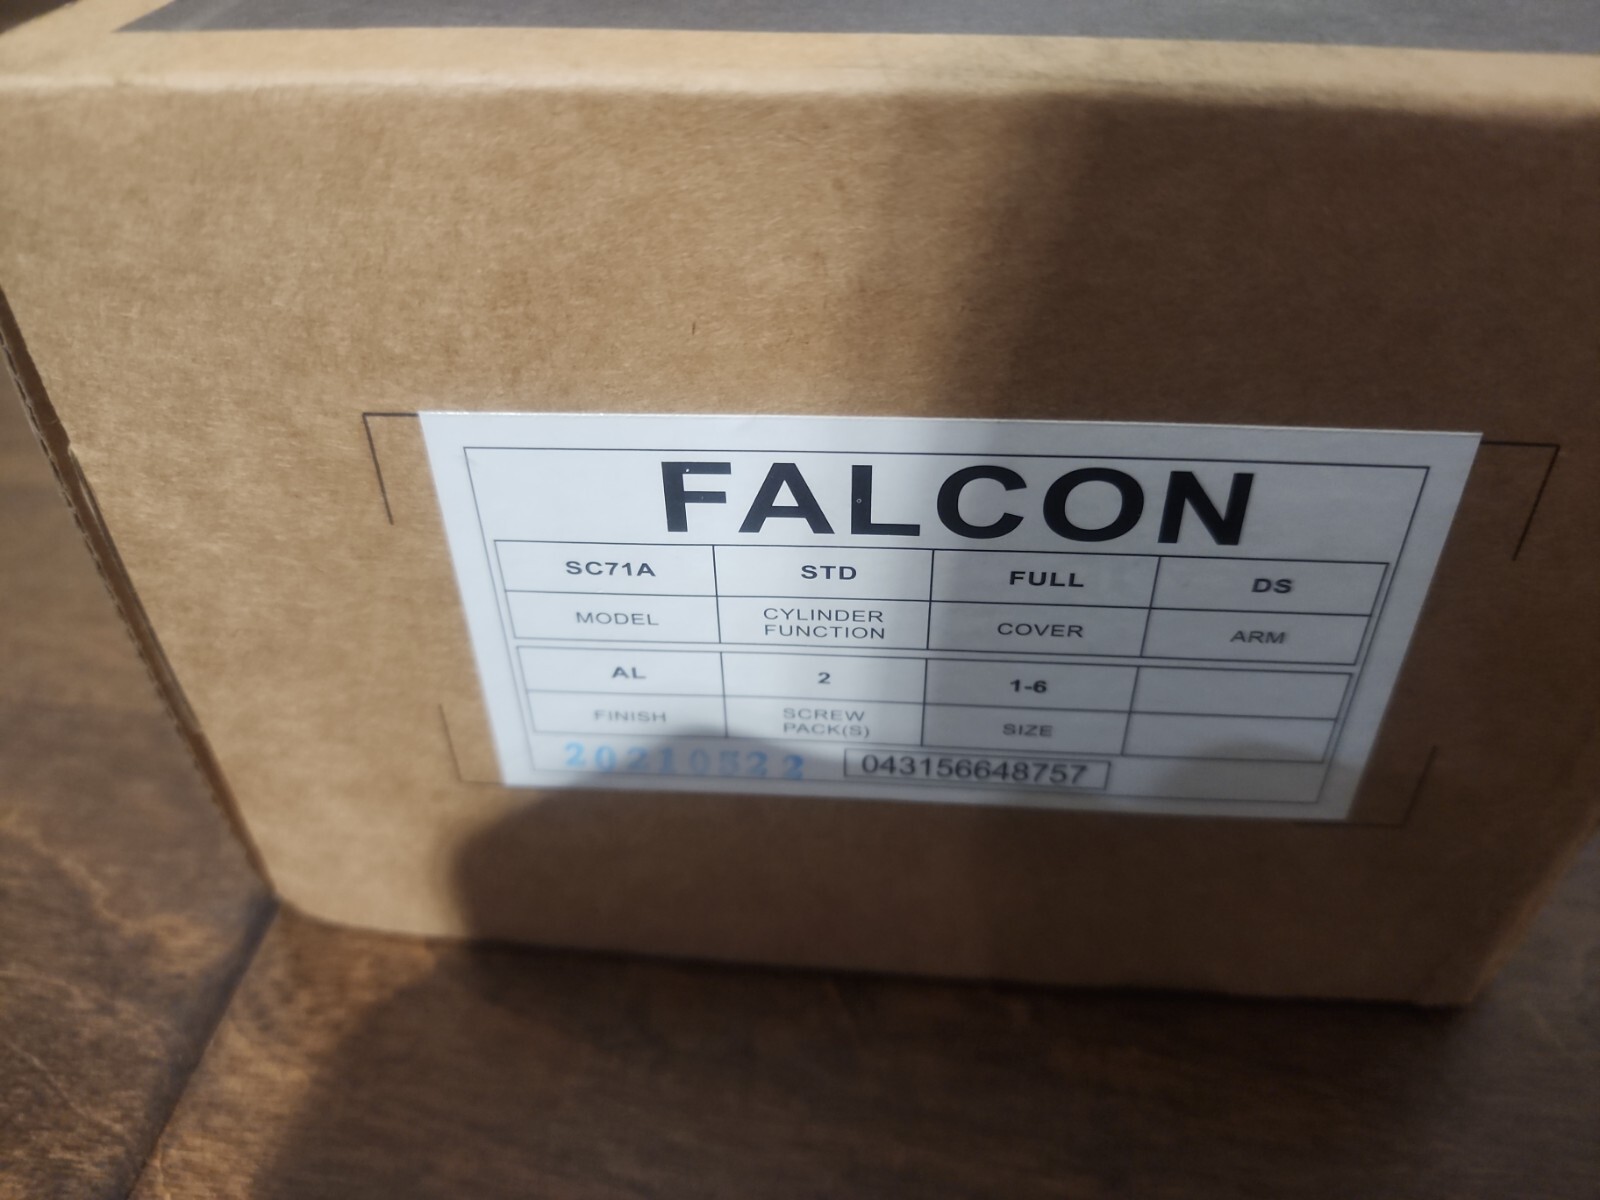 FALCON
SC71A STD FULL DS
MODEL CYLINDER FUNCTION COVER ARM
AL 2 1-6
FINISH SCREW PACK(S) SIZE
20210522 043156648757